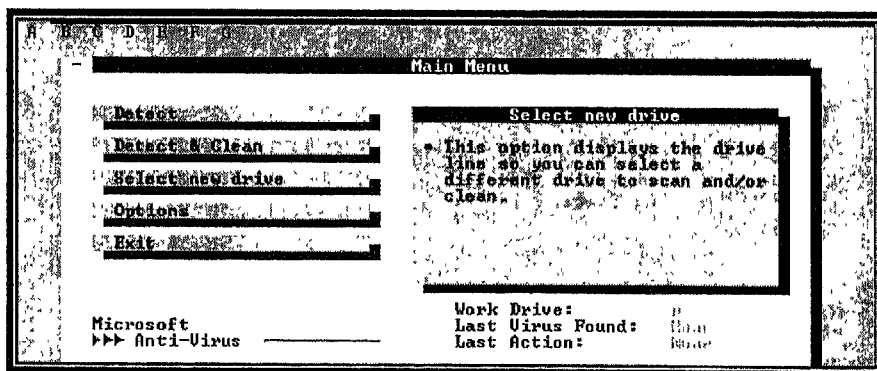 A B C D E F G
Main Menu
Detect
Detect & Clean
Select new drive
Options
Exit
Select new drive
• This option displays the drive
line so you can select a
different drive to scan and/or
clean.
Microsoft
►►► Anti-Virus
Work Drive:
Last Virus Found:
Last Action: None